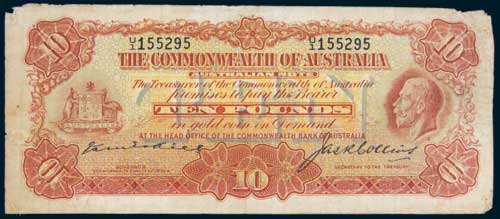 10 U/1 155295 U/1 155295 10
THE COMMONWEALTH OF AUSTRALIA
AUSTRALIAN NOTE
The Treasurer of the Commonwealth of Australia
Promises to pay the Bearer
TEN POUNDS
in gold coin on Demand
AT THE HEAD OFFICE OF THE COMMONWEALTH BANK OF AUSTRALIA
Jas R Collins
SECRETARY TO THE TREASURY
10 10 10